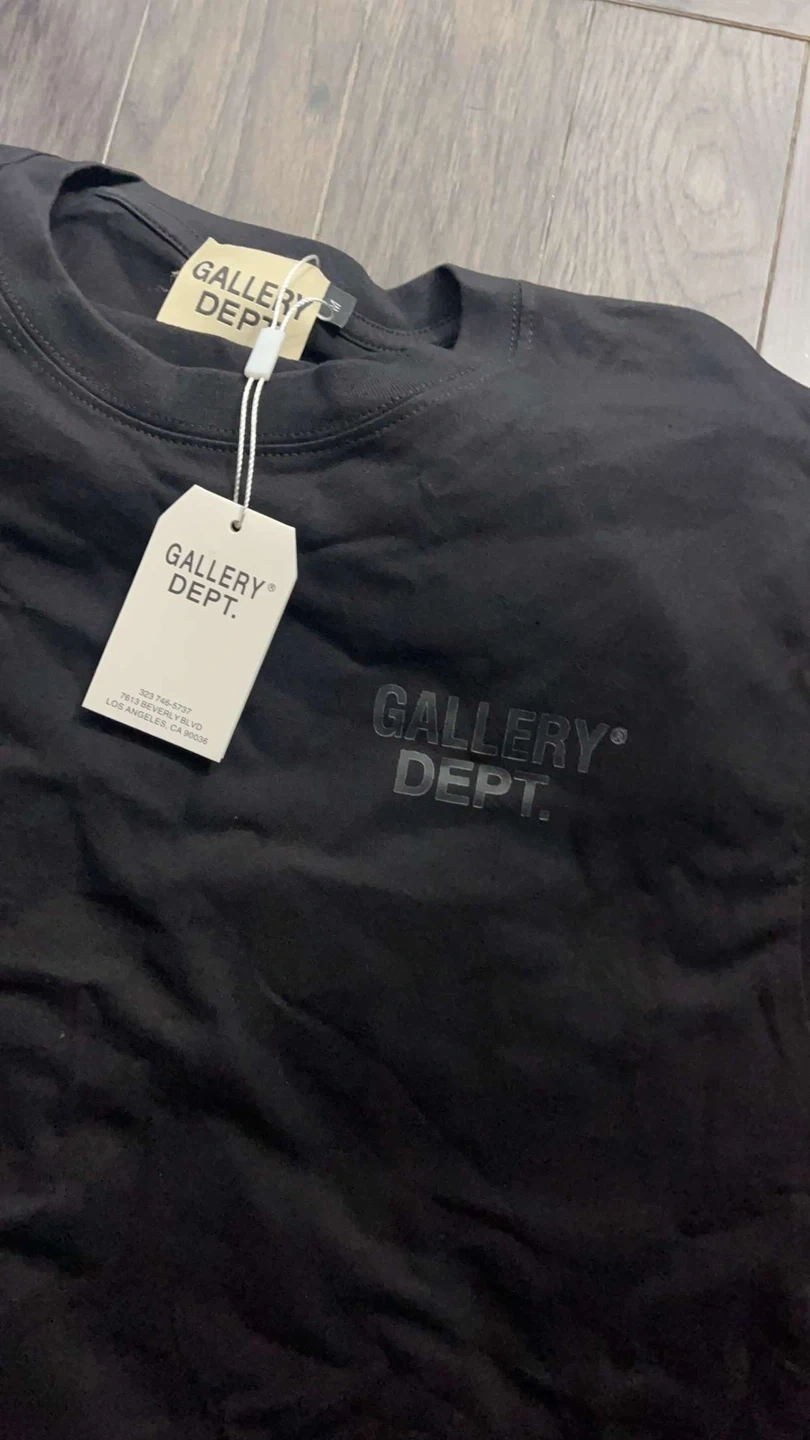 GALLERY
DEPT.
M
GALLERY®
DEPT.
323 746-5737
7613 BEVERLY BLVD
LOS ANGELES, CA 90036
GALLERY®
DEPT.